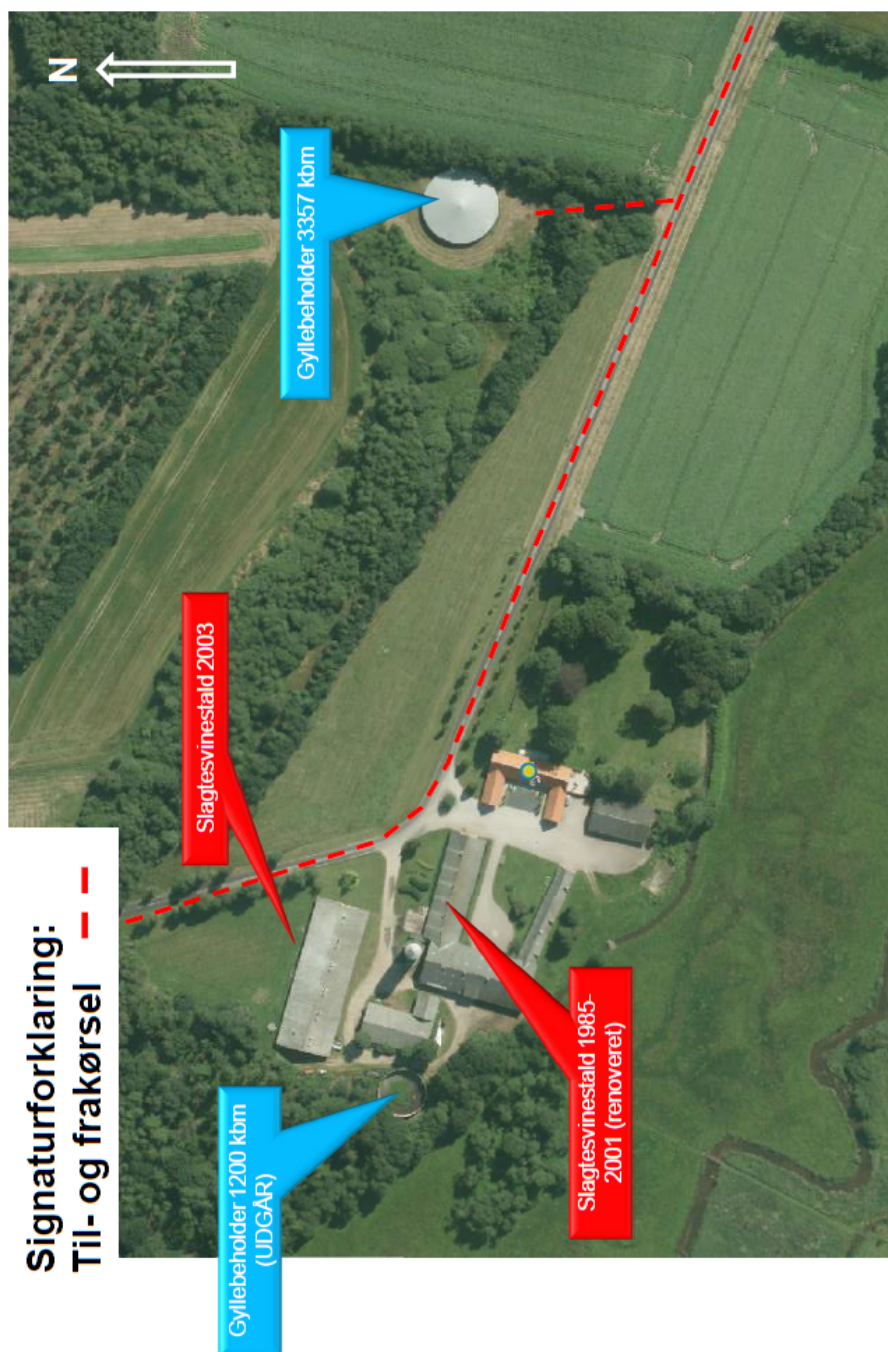 Signaturforklaring:
Til- og frakørsel
N
Gyllebeholder 1200 kbm
(UDGÅR)
Slagtesvinestald 2003
Gyllebeholder 3357 kbm
Slagtesvinestald 1985-
2001 (renoveret)